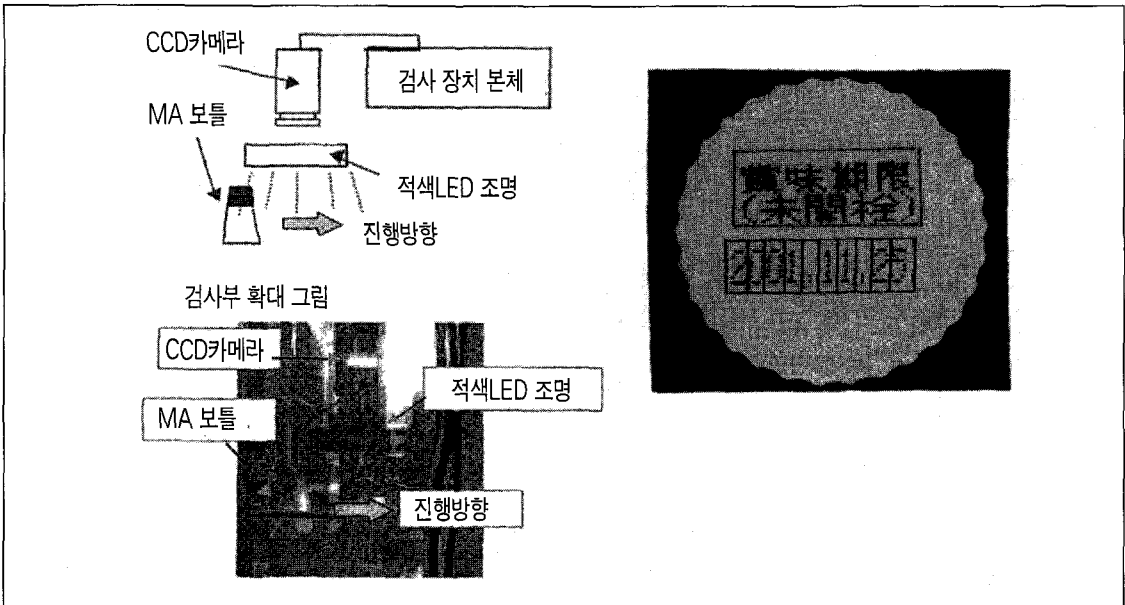 CCD카메라
검사 장치 본체
MA 보틀
적색LED 조명
진행방향
검사부 확대 그림
CCD카메라
적색LED 조명
MA 보틀
진행방향
賞味期限
(未開栓)
2001.11.25